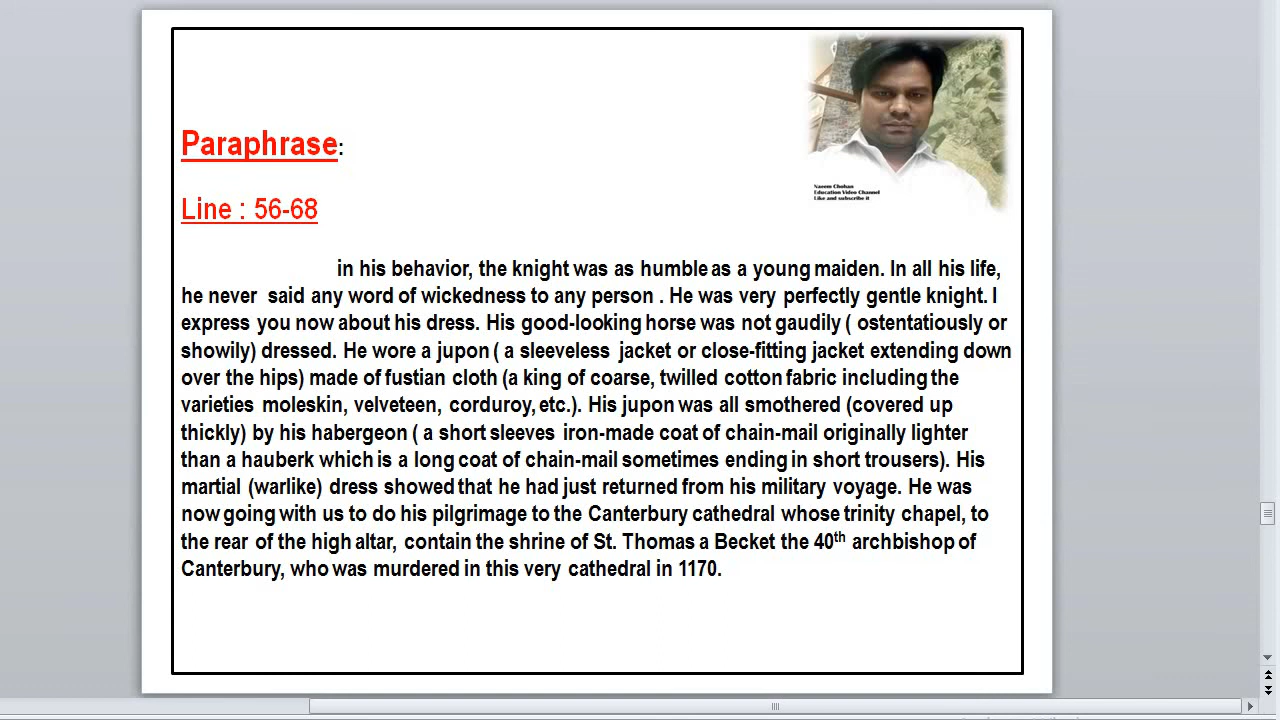 Naeem Chohan
Education Video Channel
Like and subscribe it
Paraphrase:
Line : 56-68
in his behavior, the knight was as humble as a young maiden. In all his life,
he never said any word of wickedness to any person . He was very perfectly gentle knight. I
express you now about his dress. His good-looking horse was not gaudily ( ostentatiously or
showily) dressed. He wore a jupon ( a sleeveless jacket or close-fitting jacket extending down
over the hips) made of fustian cloth (a king of coarse, twilled cotton fabric including the
varieties moleskin, velveteen, corduroy, etc.). His jupon was all smothered (covered up
thickly) by his habergeon ( a short sleeves iron-made coat of chain-mail originally lighter
than a hauberk which is a long coat of chain-mail sometimes ending in short trousers). His
martial (warlike) dress showed that he had just returned from his military voyage. He was
now going with us to do his pilgrimage to the Canterbury cathedral whose trinity chapel, to
the rear of the high altar, contain the shrine of St. Thomas a Becket the 40th archbishop of
Canterbury, who was murdered in this very cathedral in 1170.